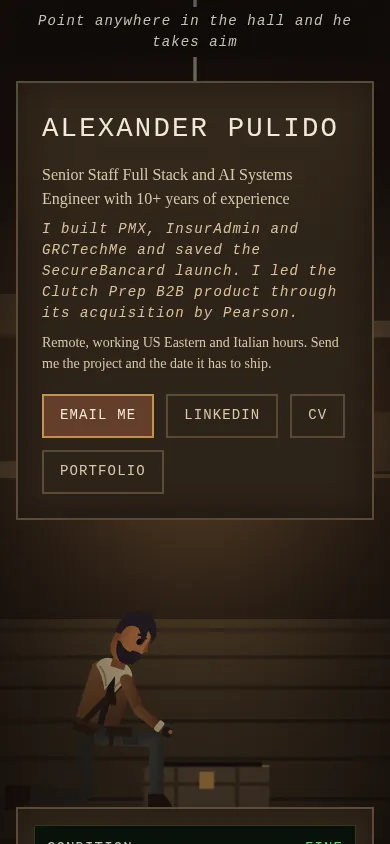 Point anywhere in the hall and he
takes aim
ALEXANDER PULIDO
Senior Staff Full Stack and AI Systems
Engineer with 10+ years of experience
I built PMX, InsurAdmin and
GRCTechMe and saved the
SecureBancard launch. I led the
Clutch Prep B2B product through
its acquisition by Pearson.
Remote, working US Eastern and Italian hours. Send
me the project and the date it has to ship.
EMAIL ME LINKEDIN CV
PORTFOLIO
CONDITION FINE